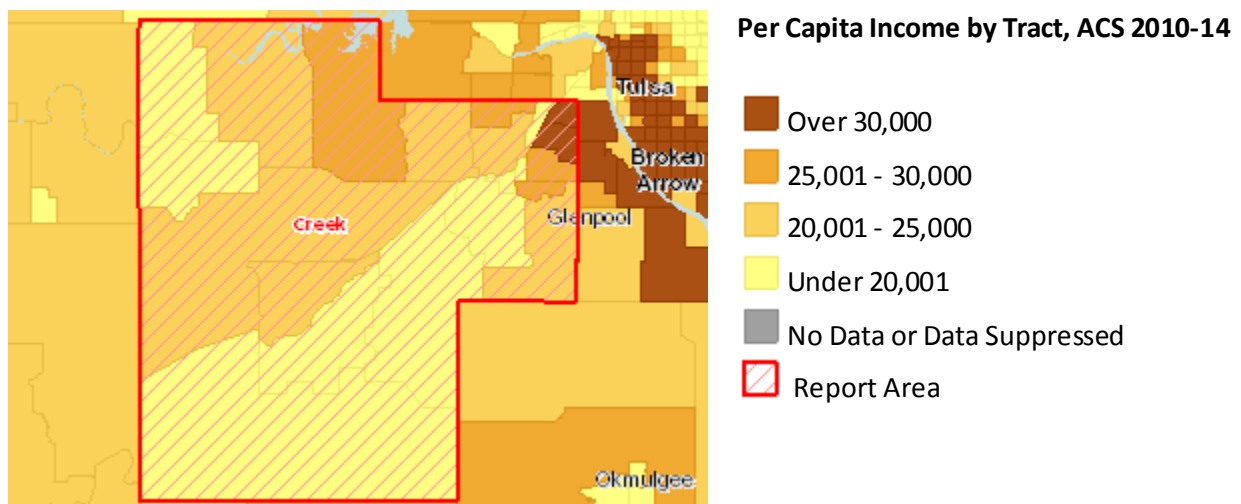 Per Capita Income by Tract, ACS 2010-14
Tulsa
Broken
Arrow
Glenpool
Creek
Okmulgee
Over 30,000
25,001 - 30,000
20,001 - 25,000
Under 20,001
No Data or Data Suppressed
Report Area